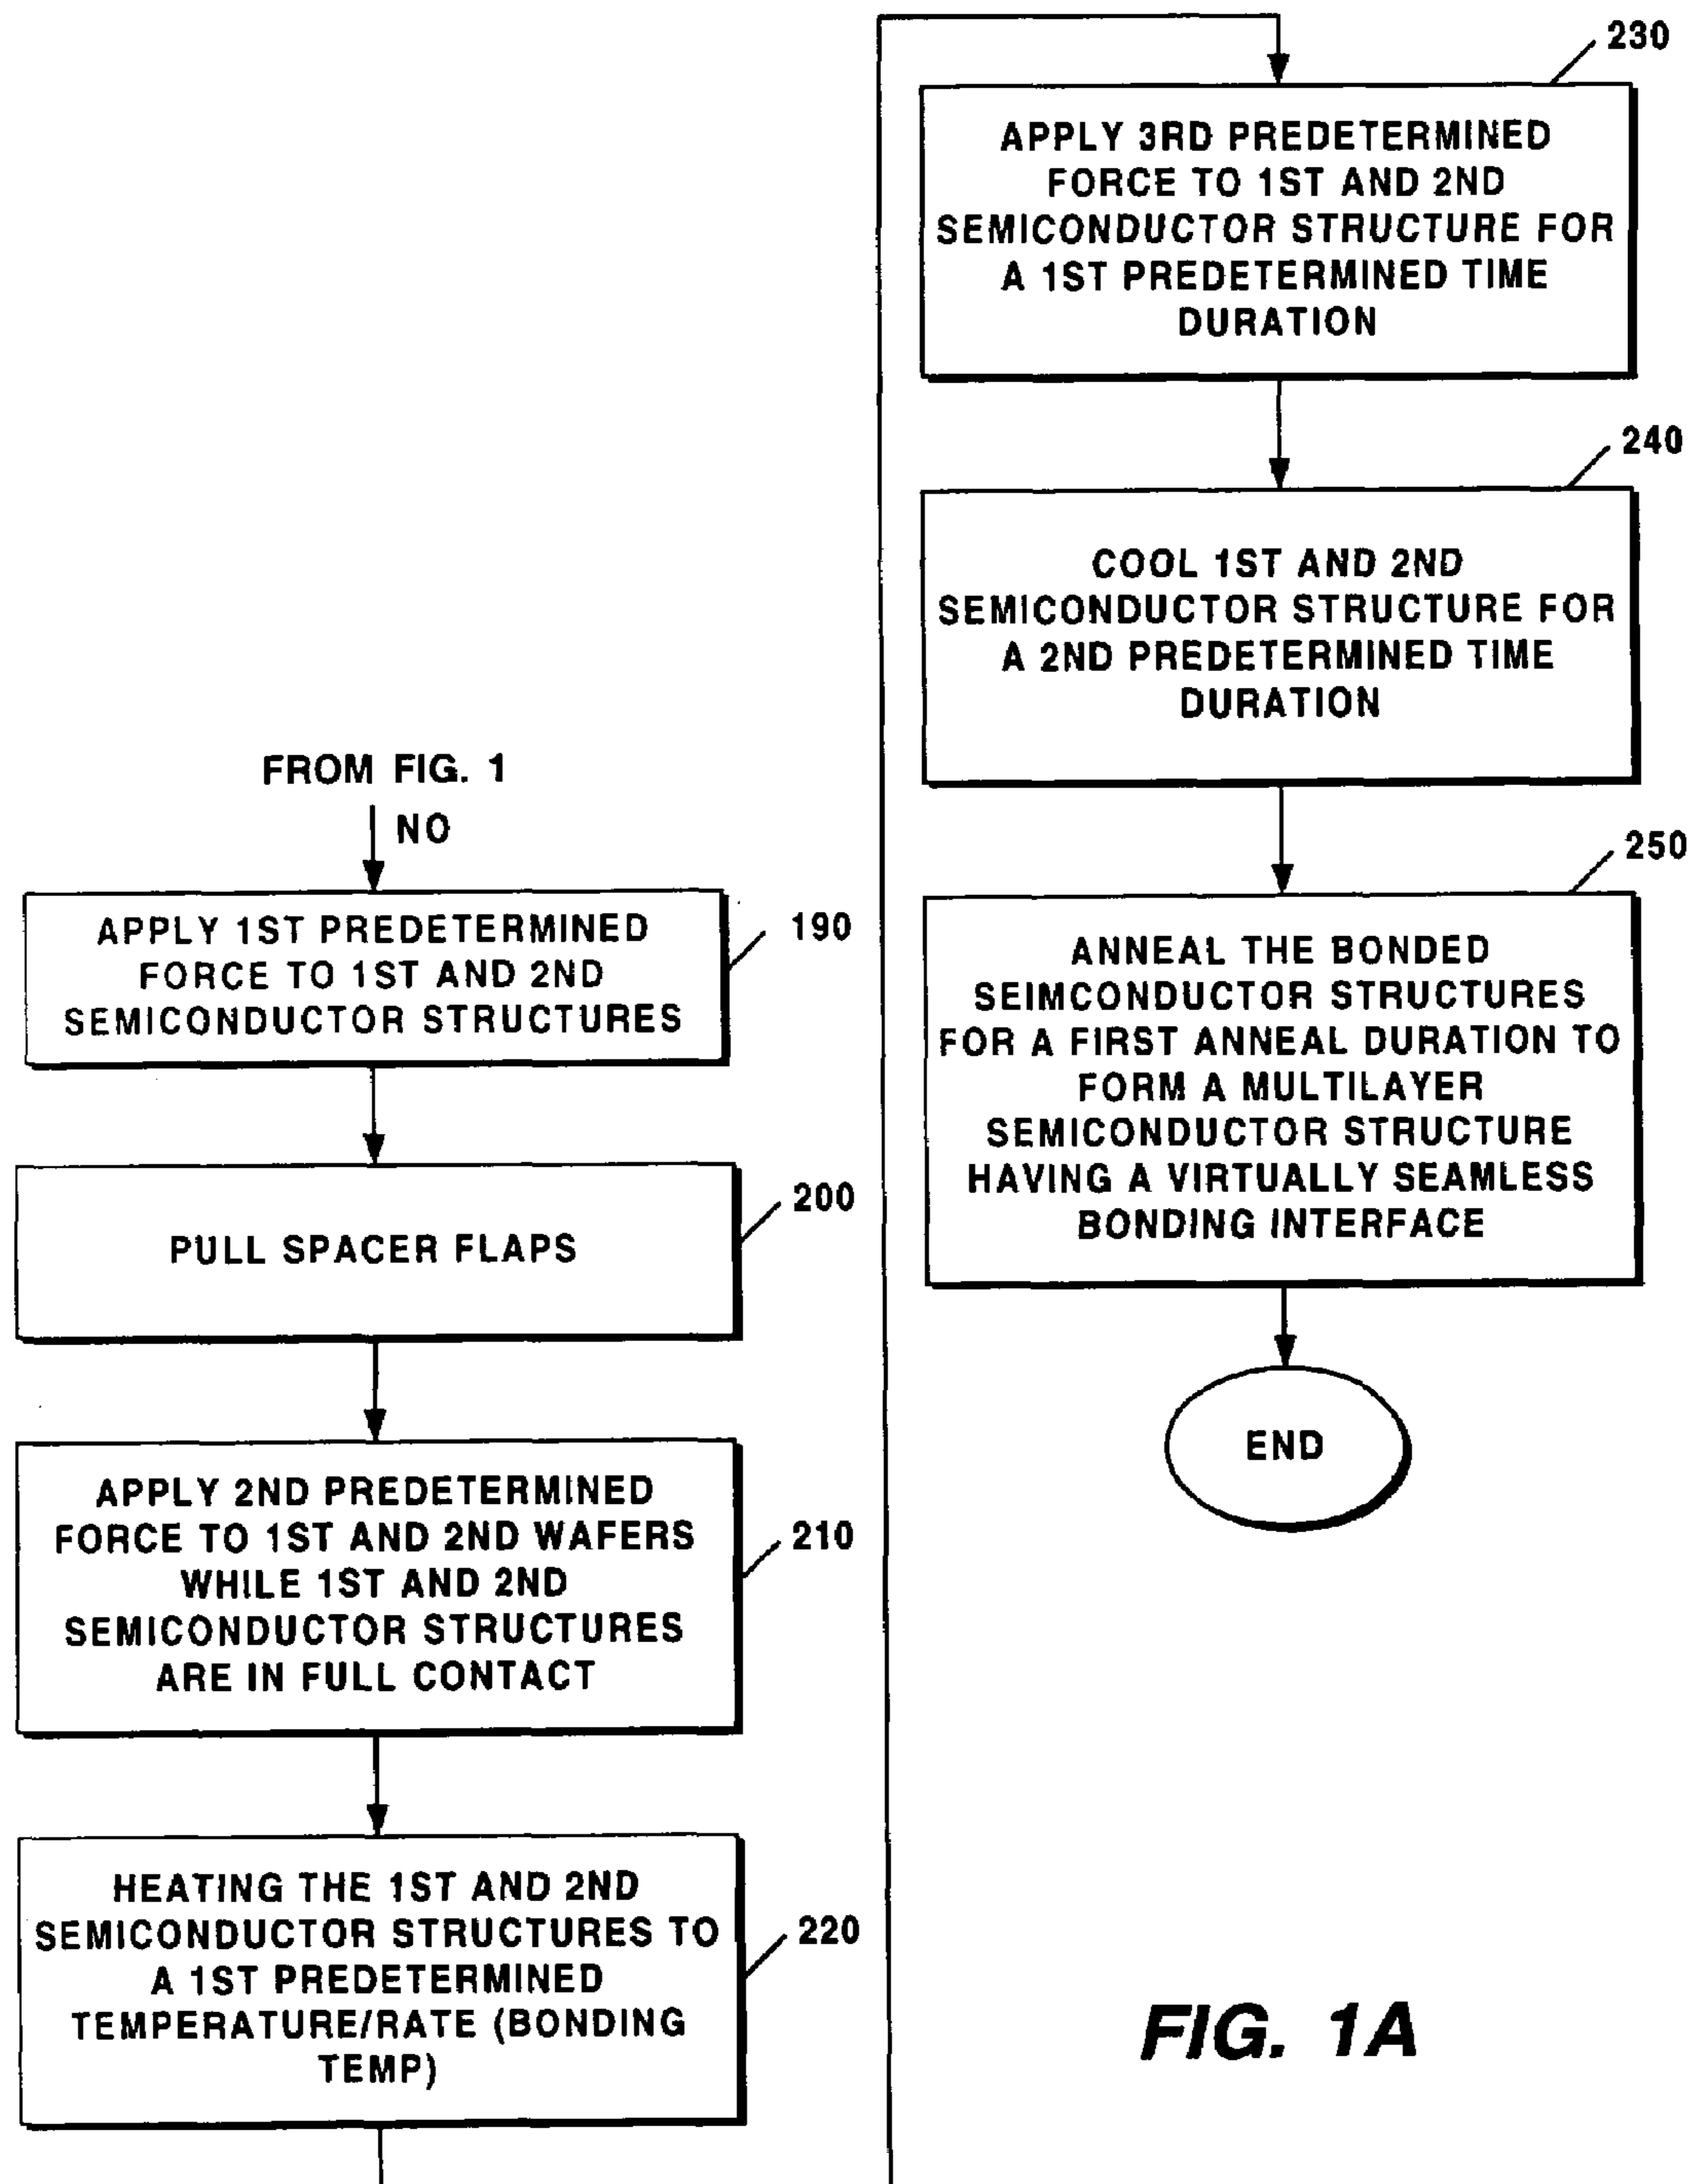 FROM FIG. 1
NO
APPLY 1ST PREDETERMINED
FORCE TO 1ST AND 2ND
SEMICONDUCTOR STRUCTURES
190
PULL SPACER FLAPS
200
APPLY 2ND PREDETERMINED
FORCE TO 1ST AND 2ND WAFERS
WHILE 1ST AND 2ND
SEMICONDUCTOR STRUCTURES
ARE IN FULL CONTACT
210
HEATING THE 1ST AND 2ND
SEMICONDUCTOR STRUCTURES TO
A 1ST PREDETERMINED
TEMPERATURE/RATE (BONDING
TEMP)
220
230
APPLY 3RD PREDETERMINED
FORCE TO 1ST AND 2ND
SEMICONDUCTOR STRUCTURE FOR
A 1ST PREDETERMINED TIME
DURATION
240
COOL 1ST AND 2ND
SEMICONDUCTOR STRUCTURE FOR
A 2ND PREDETERMINED TIME
DURATION
250
ANNEAL THE BONDED
SEIMCONDUCTOR STRUCTURES
FOR A FIRST ANNEAL DURATION TO
FORM A MULTILAYER
SEMICONDUCTOR STRUCTURE
HAVING A VIRTUALLY SEAMLESS
BONDING INTERFACE
END
FIG. 1A